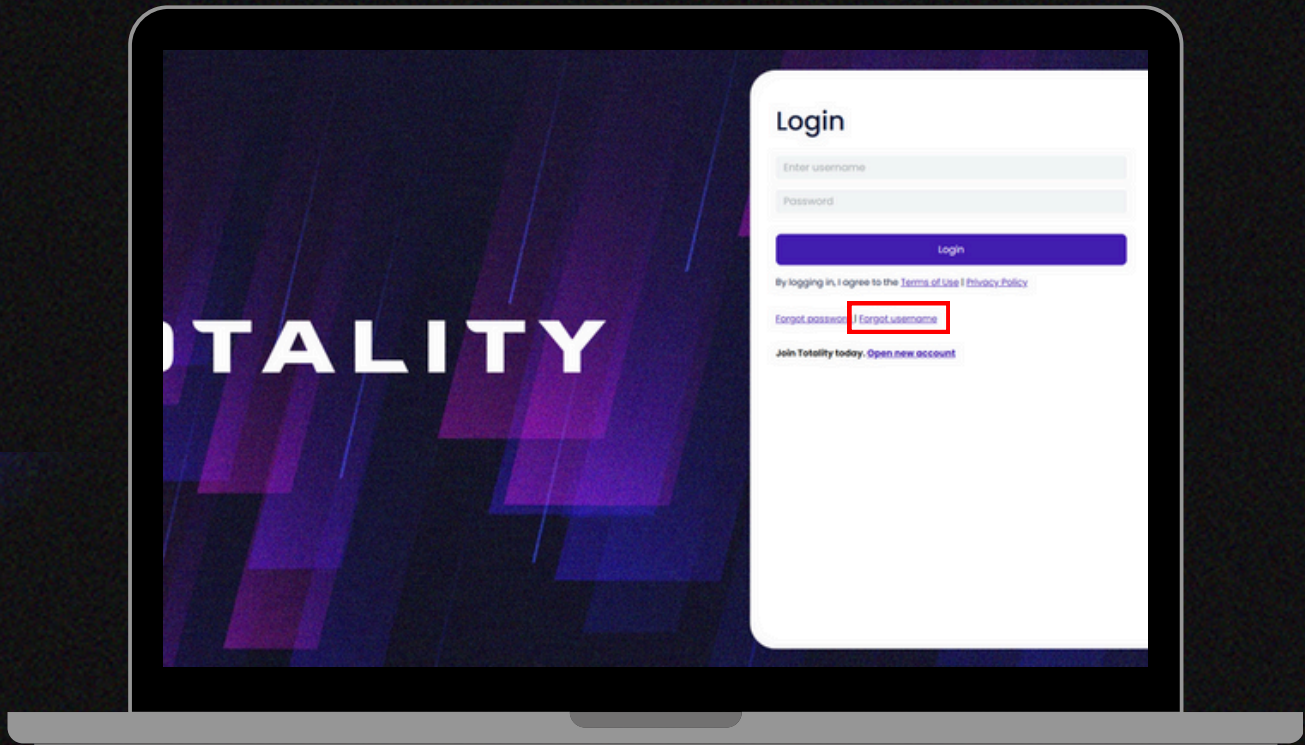 OTALITY
Login
Enter username
Password
Login
By logging in, I agree to the Terms of Use | Privacy Policy
Forgot password | Forgot username
Join Totality today. Open new account